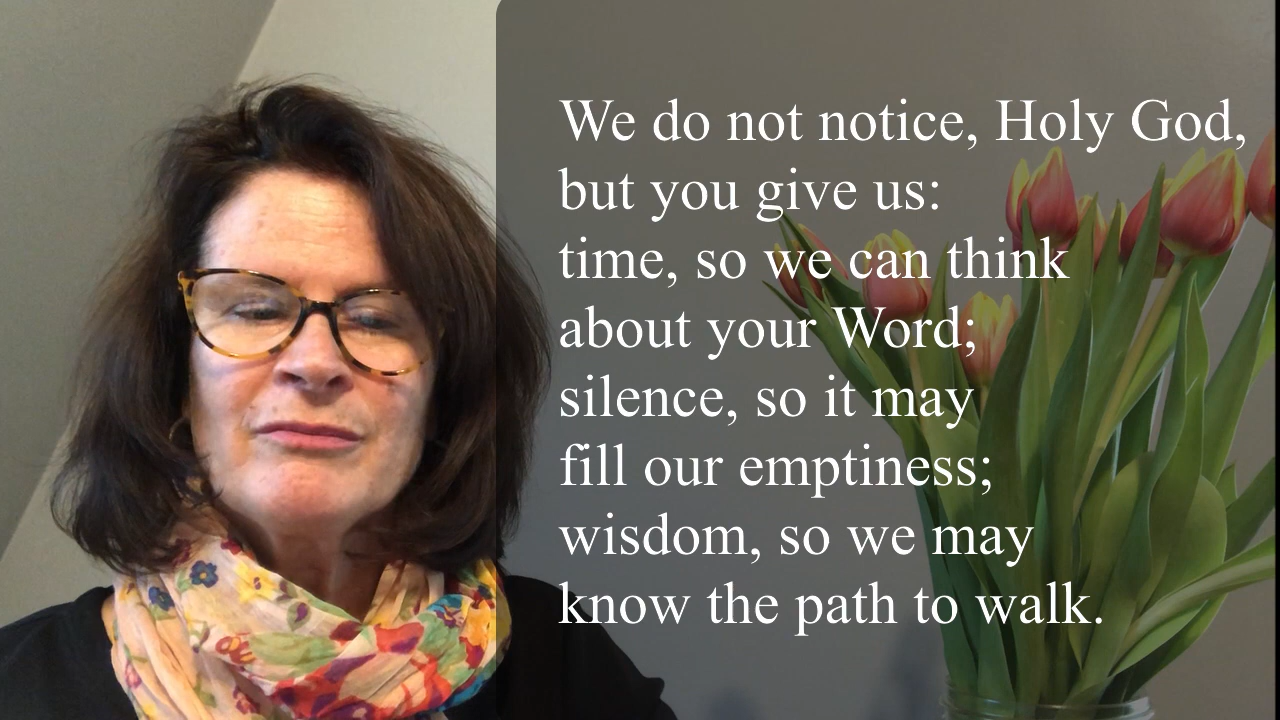 We do not notice, Holy God,
but you give us:
time, so we can think
about your Word;
silence, so it may
fill our emptiness;
wisdom, so we may
know the path to walk.